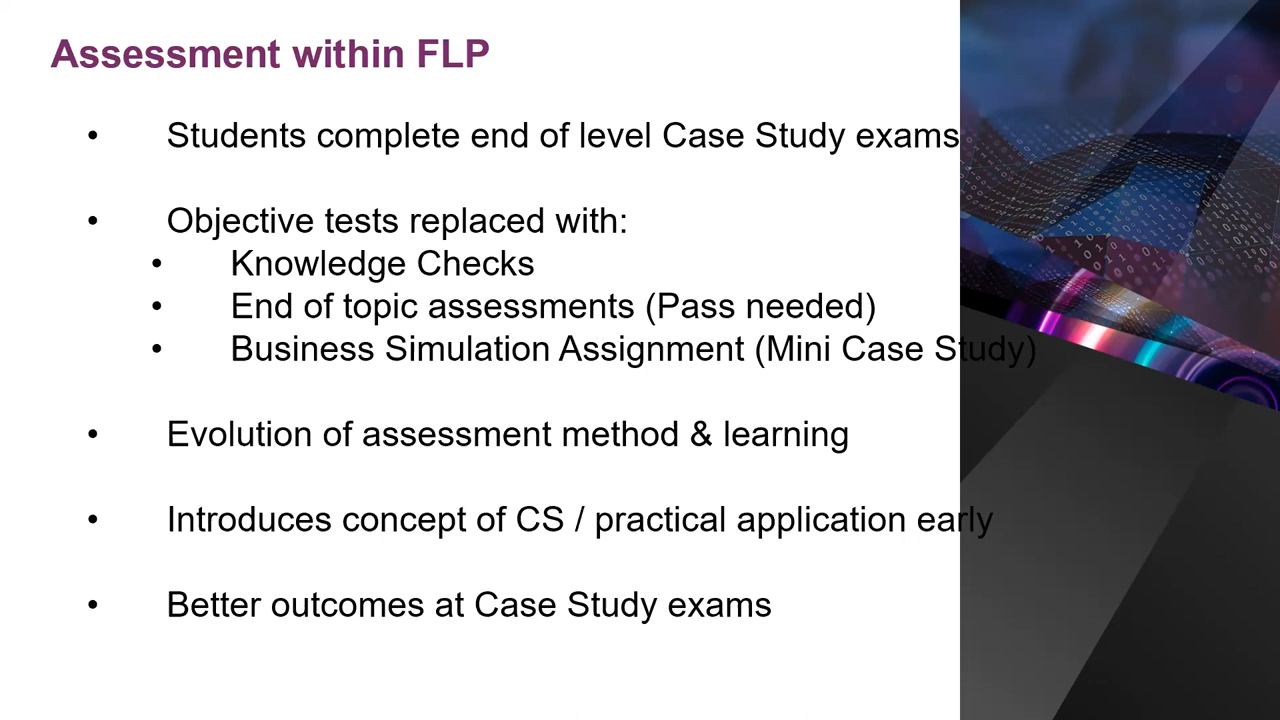 Assessment within FLP
• Students complete end of level Case Study exams
• Objective tests replaced with:
• Knowledge Checks
• End of topic assessments (Pass needed)
• Business Simulation Assignment (Mini Case Study)
• Evolution of assessment method & learning
• Introduces concept of CS / practical application early
• Better outcomes at Case Study exams